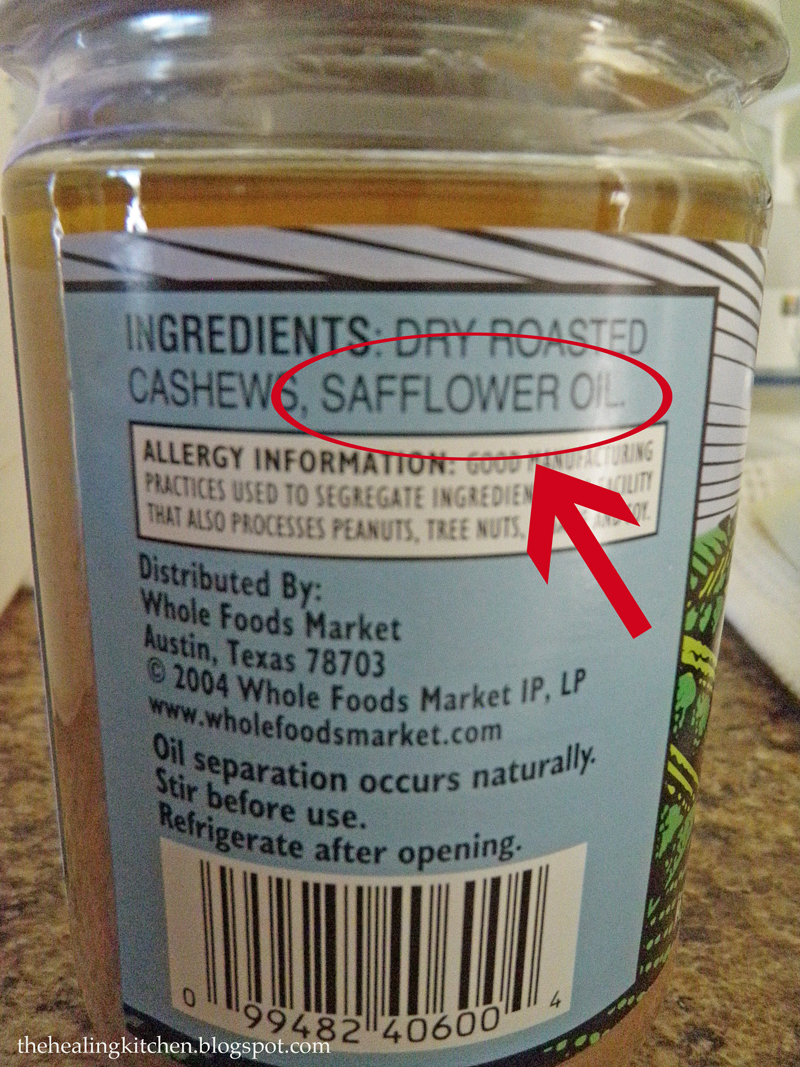 INGREDIENTS: DRY ROASTED
CASHEWS, SAFFLOWER OIL.
ALLERGY INFORMATION: GOOD MANUFACTURING
PRACTICES USED TO SEGREGATE FACILITY
THAT ALSO PROCESSES PEANUTS, TREE NUTS, AND SOY.
Distributed By:
Whole Foods Market
Austin, Texas 78703
© 2004 Whole Foods Market IP, LP
www.wholefoodsmarket.com
Oil separation occurs naturally.
Stir before use.
Refrigerate after opening.
0 99482 40600 4
thehealingkitchen.blogspot.com